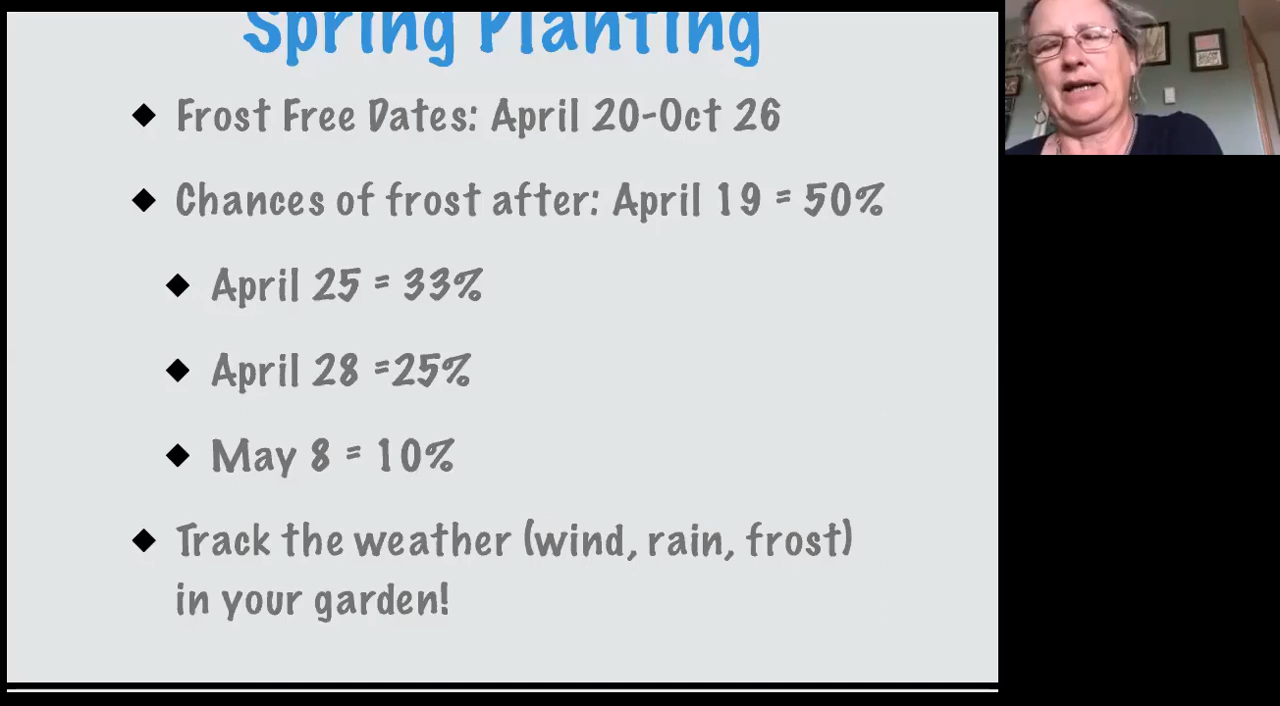 Spring Planting
Frost Free Dates: April 20-Oct 26
Chances of frost after: April 19 = 50%
April 25 = 33%
April 28 =25%
May 8 = 10%
Track the weather (wind, rain, frost)
in your garden!